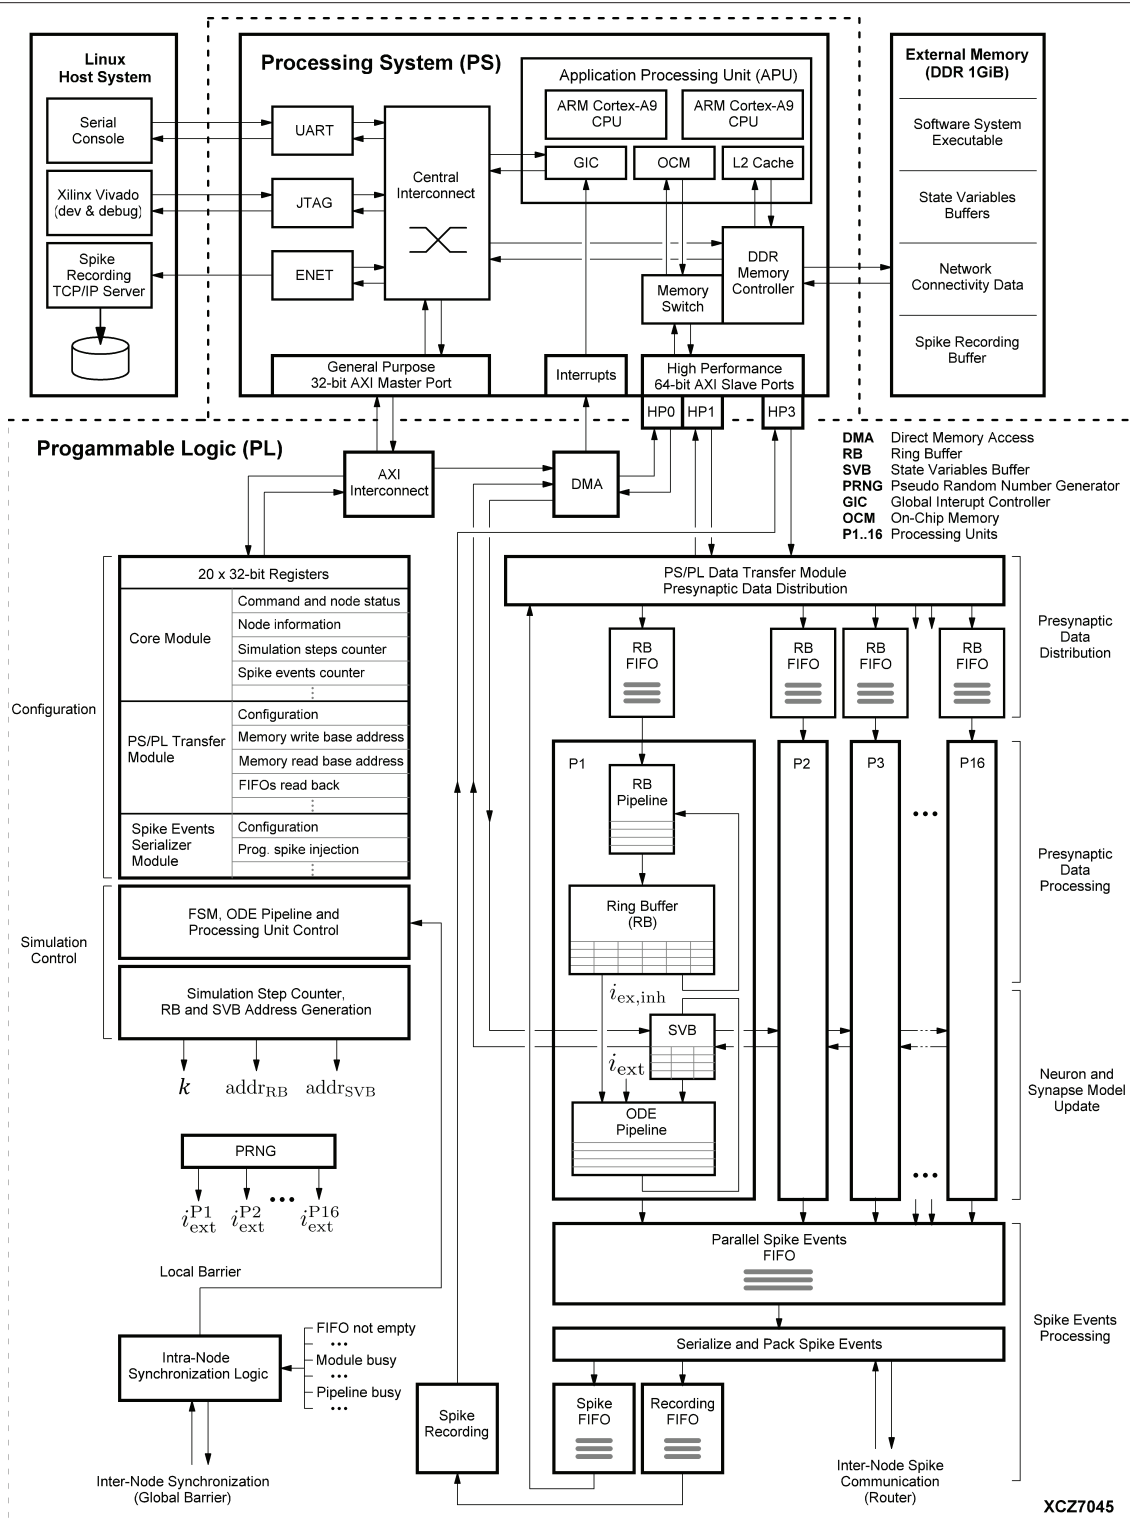 Linux
Host System
Serial
Console
Xilinx Vivado
(dev & debug)
Spike
Recording
TCP/IP Server
Processing System (PS)
UART
JTAG
ENET
Central
Interconnect
Application Processing Unit (APU)
ARM Cortex-A9
CPU
ARM Cortex-A9
CPU
GIC
OCM
L2 Cache
DDR
Memory
Controller
Memory
Switch
General Purpose
32-bit AXI Master Port
Interrupts
High Performance
64-bit AXI Slave Ports
HP0
HP1
HP3
External Memory
(DDR 1GiB)
Software System
Executable
State Variables
Buffers
Network
Connectivity Data
Spike Recording
Buffer
Progammable Logic (PL)
AXI
Interconnect
DMA
DMA Direct Memory Access
RB Ring Buffer
SVB State Variables Buffer
PRNG Pseudo Random Number Generator
GIC Global Interupt Controller
OCM On-Chip Memory
P1..16 Processing Units
Configuration
20 x 32-bit Registers
Core Module
Command and node status
Node information
Simulation steps counter
Spike events counter
⋮
PS/PL Transfer
Module
Configuration
Memory write base address
Memory read base address
FIFOs read back
⋮
Spike Events
Serializer
Module
Configuration
Prog. spike injection
⋮
Simulation
Control
FSM, ODE Pipeline and
Processing Unit Control
Simulation Step Counter,
RB and SVB Address Generation
k addrRB addrSVB
PRNG
i ext P1 i ext P2 ••• i ext P16
Local Barrier
Intra-Node
Synchronization Logic
FIFO not empty
•••
Module busy
•••
Pipeline busy
•••
Inter-Node Synchronization
(Global Barrier)
PS/PL Data Transfer Module
Presynaptic Data Distribution
RB
FIFO
RB
FIFO
RB
FIFO
RB
FIFO
Presynaptic
Data
Distribution
P1
P2
P3
P16
•••
RB
Pipeline
Ring Buffer
(RB)
i ex,inh
SVB
i ext
ODE
Pipeline
•••
Presynaptic
Data
Processing
Neuron and
Synapse Model
Update
Parallel Spike Events
FIFO
Serialize and Pack Spike Events
Spike Events
Processing
Spike
Recording
Spike
FIFO
Recording
FIFO
Inter-Node Spike
Communication
(Router)
XCZ7045